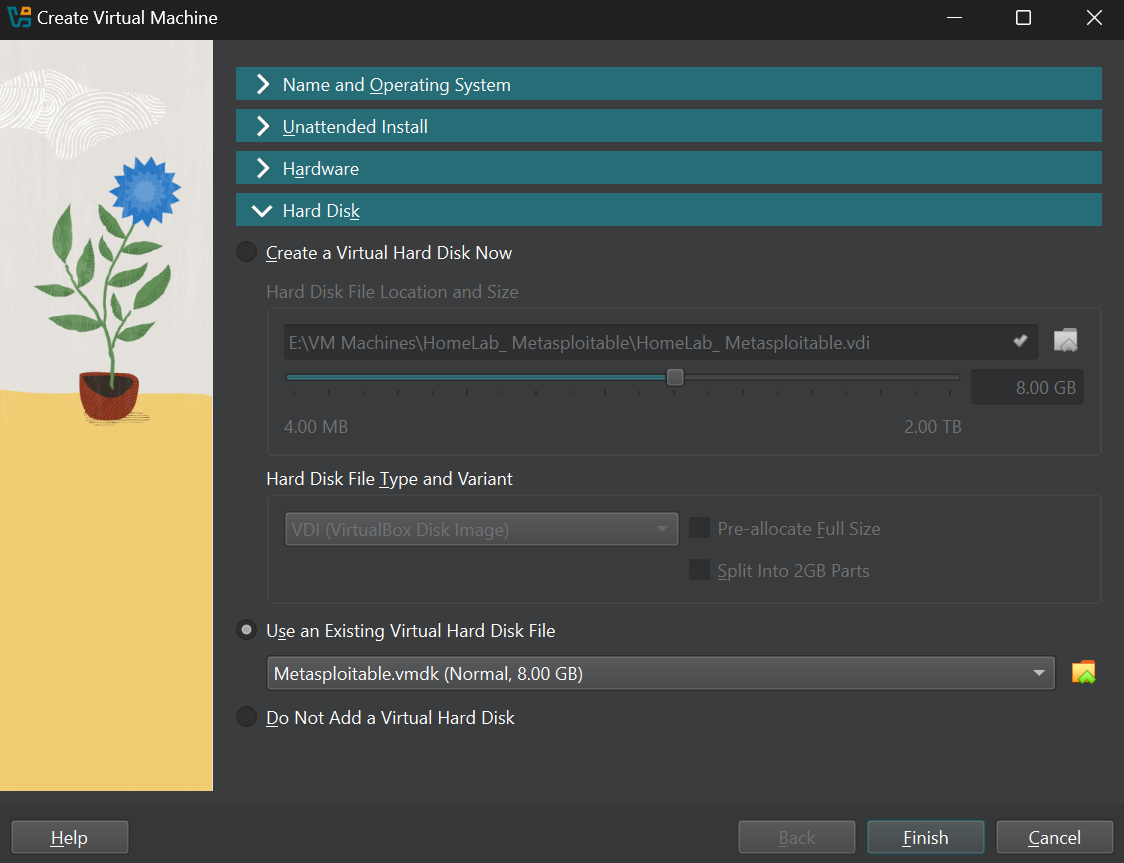 Create Virtual Machine
Name and Operating System
Unattended Install
Hardware
Hard Disk
Create a Virtual Hard Disk Now
Hard Disk File Location and Size
E:\VM Machines\HomeLab_ Metasploitable\HomeLab_ Metasploitable.vdi
8.00 GB
4.00 MB 2.00 TB
Hard Disk File Type and Variant
VDI (VirtualBox Disk Image) Pre-allocate Full Size
Split Into 2GB Parts
Use an Existing Virtual Hard Disk File
Metasploitable.vmdk (Normal, 8.00 GB)
Do Not Add a Virtual Hard Disk
Help Back Finish Cancel